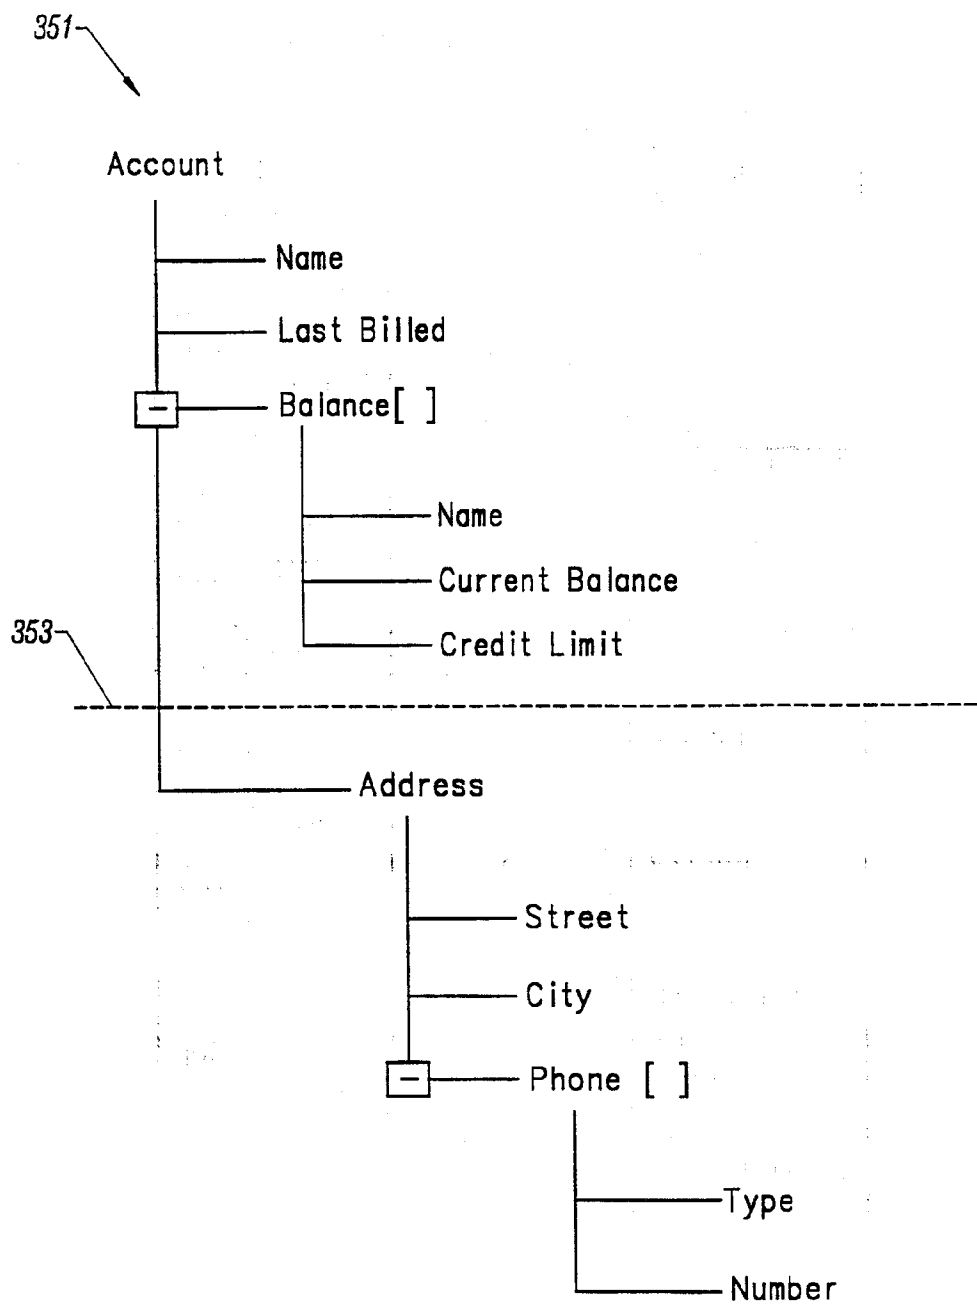 351
Account
Name
Last Billed
Balance[ ]
Name
Current Balance
Credit Limit
353
Address
Street
City
Phone [ ]
Type
Number